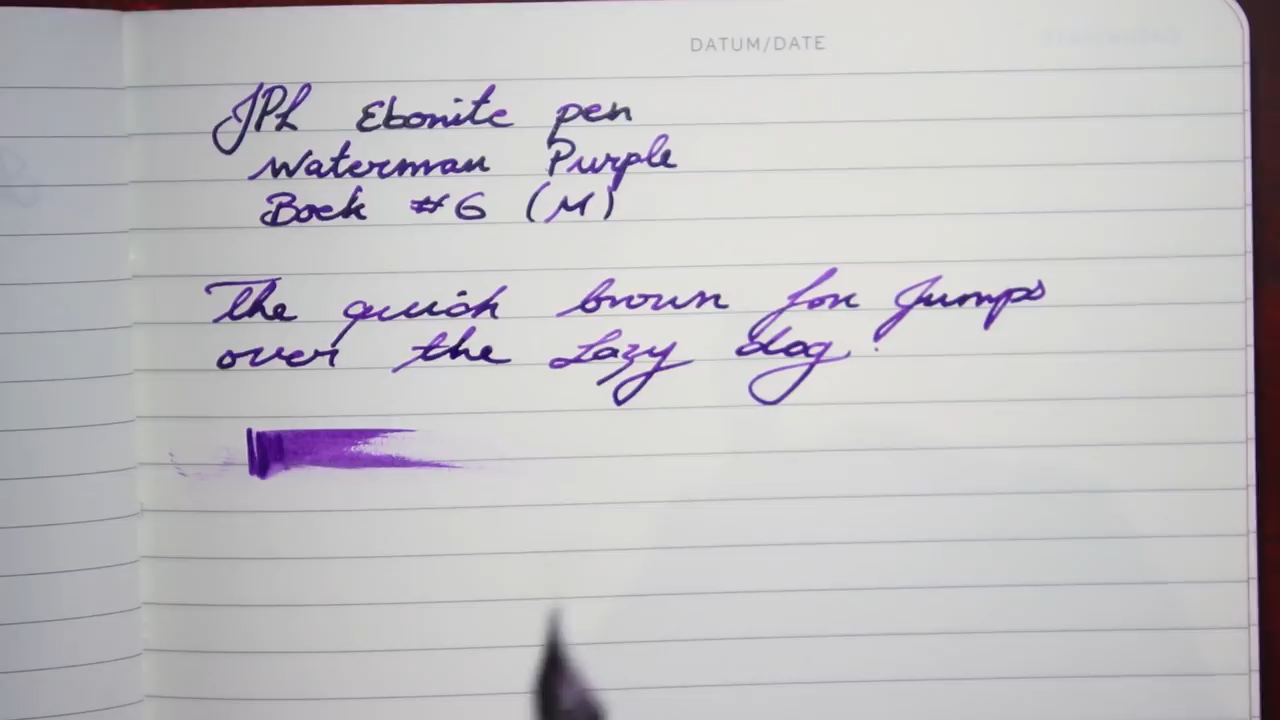 DATUM/DATE
JPL Ebonite pen
Waterman Purple
Bock #6 (M)
The quick brown fox jumps
over the lazy dog.